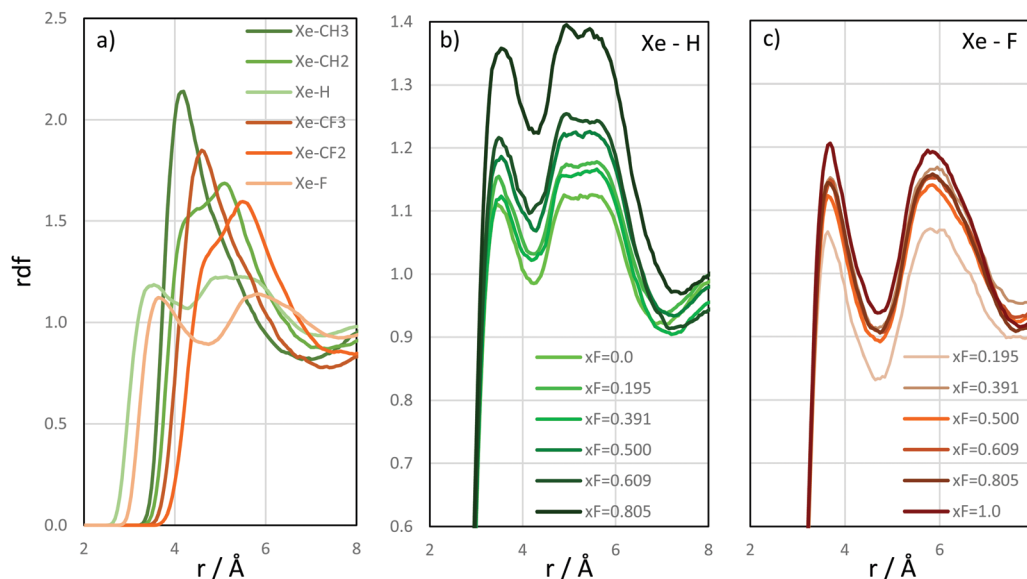 a)
Xe-CH3
Xe-CH2
Xe-H
Xe-CF3
Xe-CF2
Xe-F
2.5
2.0
1.5
1.0
0.5
0.0
rdf
2 4 6 8
r / Å
b)
Xe - H
1.4
1.3
1.2
1.1
1.0
0.9
0.8
0.7
0.6
xF=0.0
xF=0.195
xF=0.391
xF=0.500
xF=0.609
xF=0.805
2 4 6 8
r / Å
c)
Xe - F
xF=0.195
xF=0.391
xF=0.500
xF=0.609
xF=0.805
xF=1.0
2 4 6
r / Å